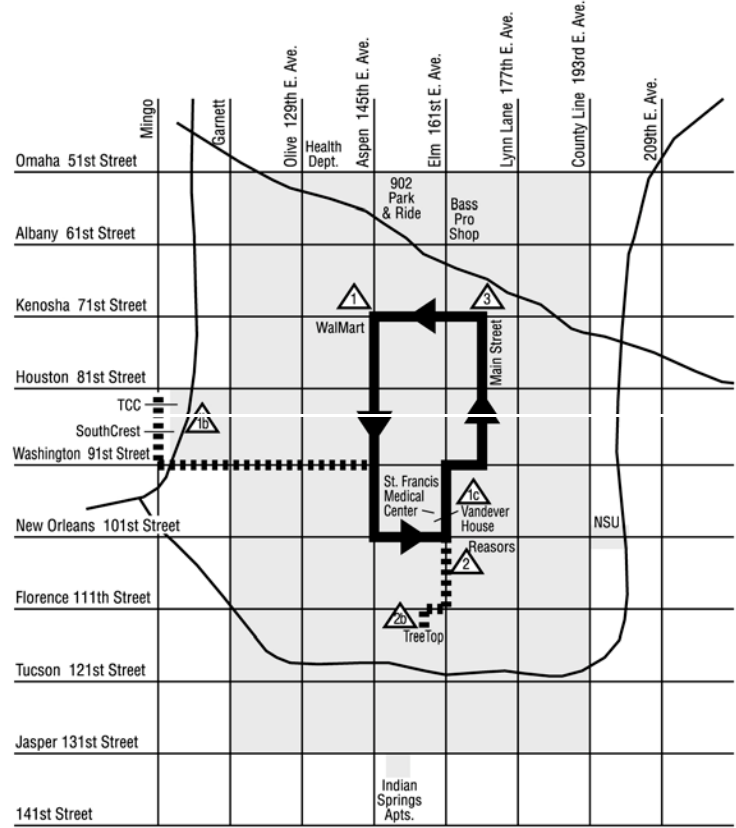 Mingo
Garnett
Olive 129th E. Ave.
Health
Dept.
Aspen 145th E. Ave.
Elm 161st E. Ave.
Lynn Lane 177th E. Ave.
County Line 193rd E. Ave.
209th E. Ave.
Omaha 51st Street
902
Park
& Ride
Bass
Pro
Shop
Albany 61st Street
Kenosha 71st Street
1
3
WalMart
Main Street
Houston 81st Street
TCC
1b
SouthCrest
Washington 91st Street
St. Francis
Medical
Center
1c
Vandever
House
New Orleans 101st Street
NSU
Reasors
2
Florence 111th Street
2b
TreeTop
Tucson 121st Street
Jasper 131st Street
Indian
Springs
Apts.
141st Street